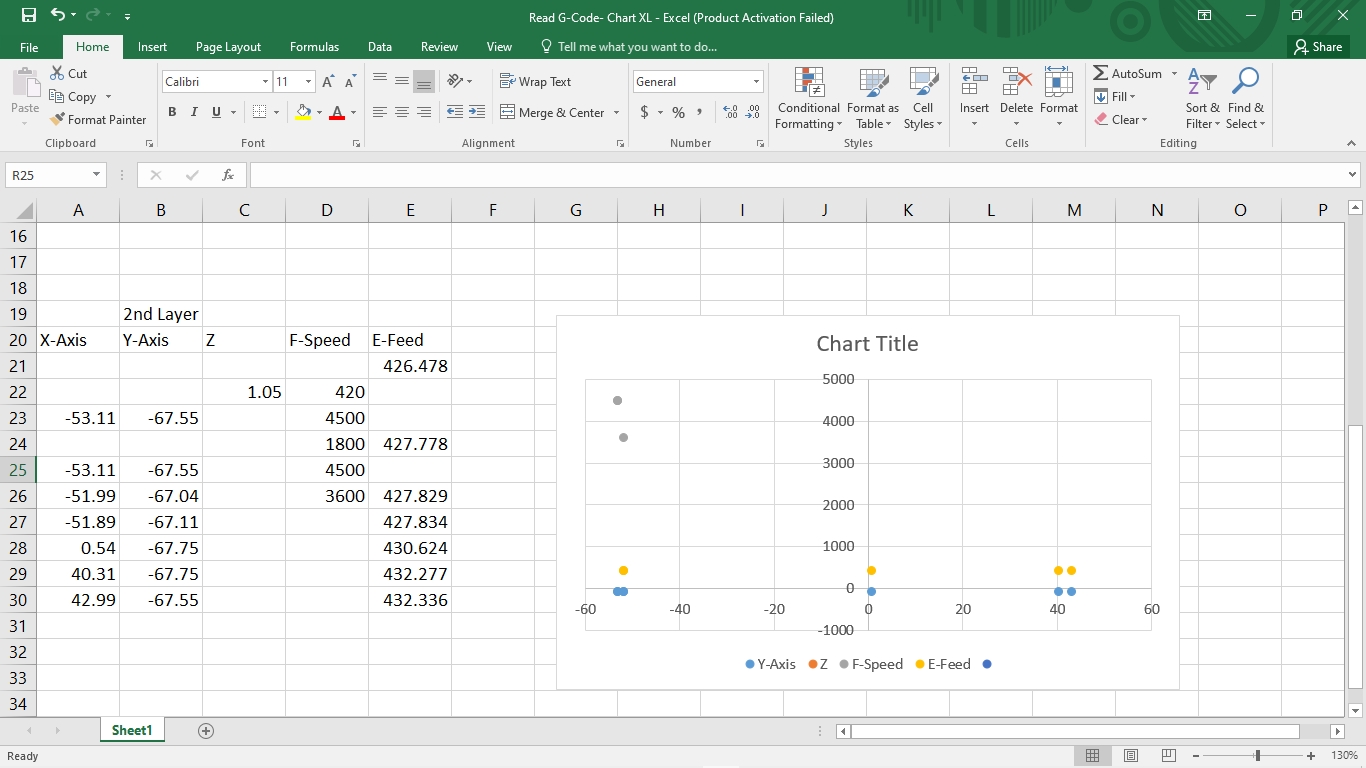 Read G-Code- Chart XL - Excel (Product Activation Failed)
File Home Insert Page Layout Formulas Data Review View Tell me what you want to do... Share
Paste
Cut
Copy
Format Painter
Clipboard
Calibri 11
B I U A
Font
Wrap Text
Merge & Center
Alignment
General
$ % ,
Number
Conditional Formatting
Format as Table
Cell Styles
Styles
Insert Delete Format
Cells
AutoSum
Fill
Clear
Sort & Filter
Find & Select
Editing
R25 fx
A B C D E F G H I J K L M N O P
16
17
18
19 2nd Layer
20 X-Axis Y-Axis Z F-Speed E-Feed
21 426.478
22 1.05 420
23 -53.11 -67.55 4500
24 1800 427.778
25 -53.11 -67.55 4500
26 -51.99 -67.04 3600 427.829
27 -51.89 -67.11 427.834
28 0.54 -67.75 430.624
29 40.31 -67.75 432.277
30 42.99 -67.55 432.336
31
32
33
34
Chart Title
5000
4000
3000
2000
1000
0
-60 -40 -20 0 20 40 60
-1000
Y-Axis Z F-Speed E-Feed
Sheet1
Ready 130%